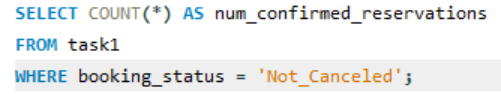 SELECT COUNT(*) AS num_confirmed_reservations
FROM task1
WHERE booking_status = 'Not_Canceled';